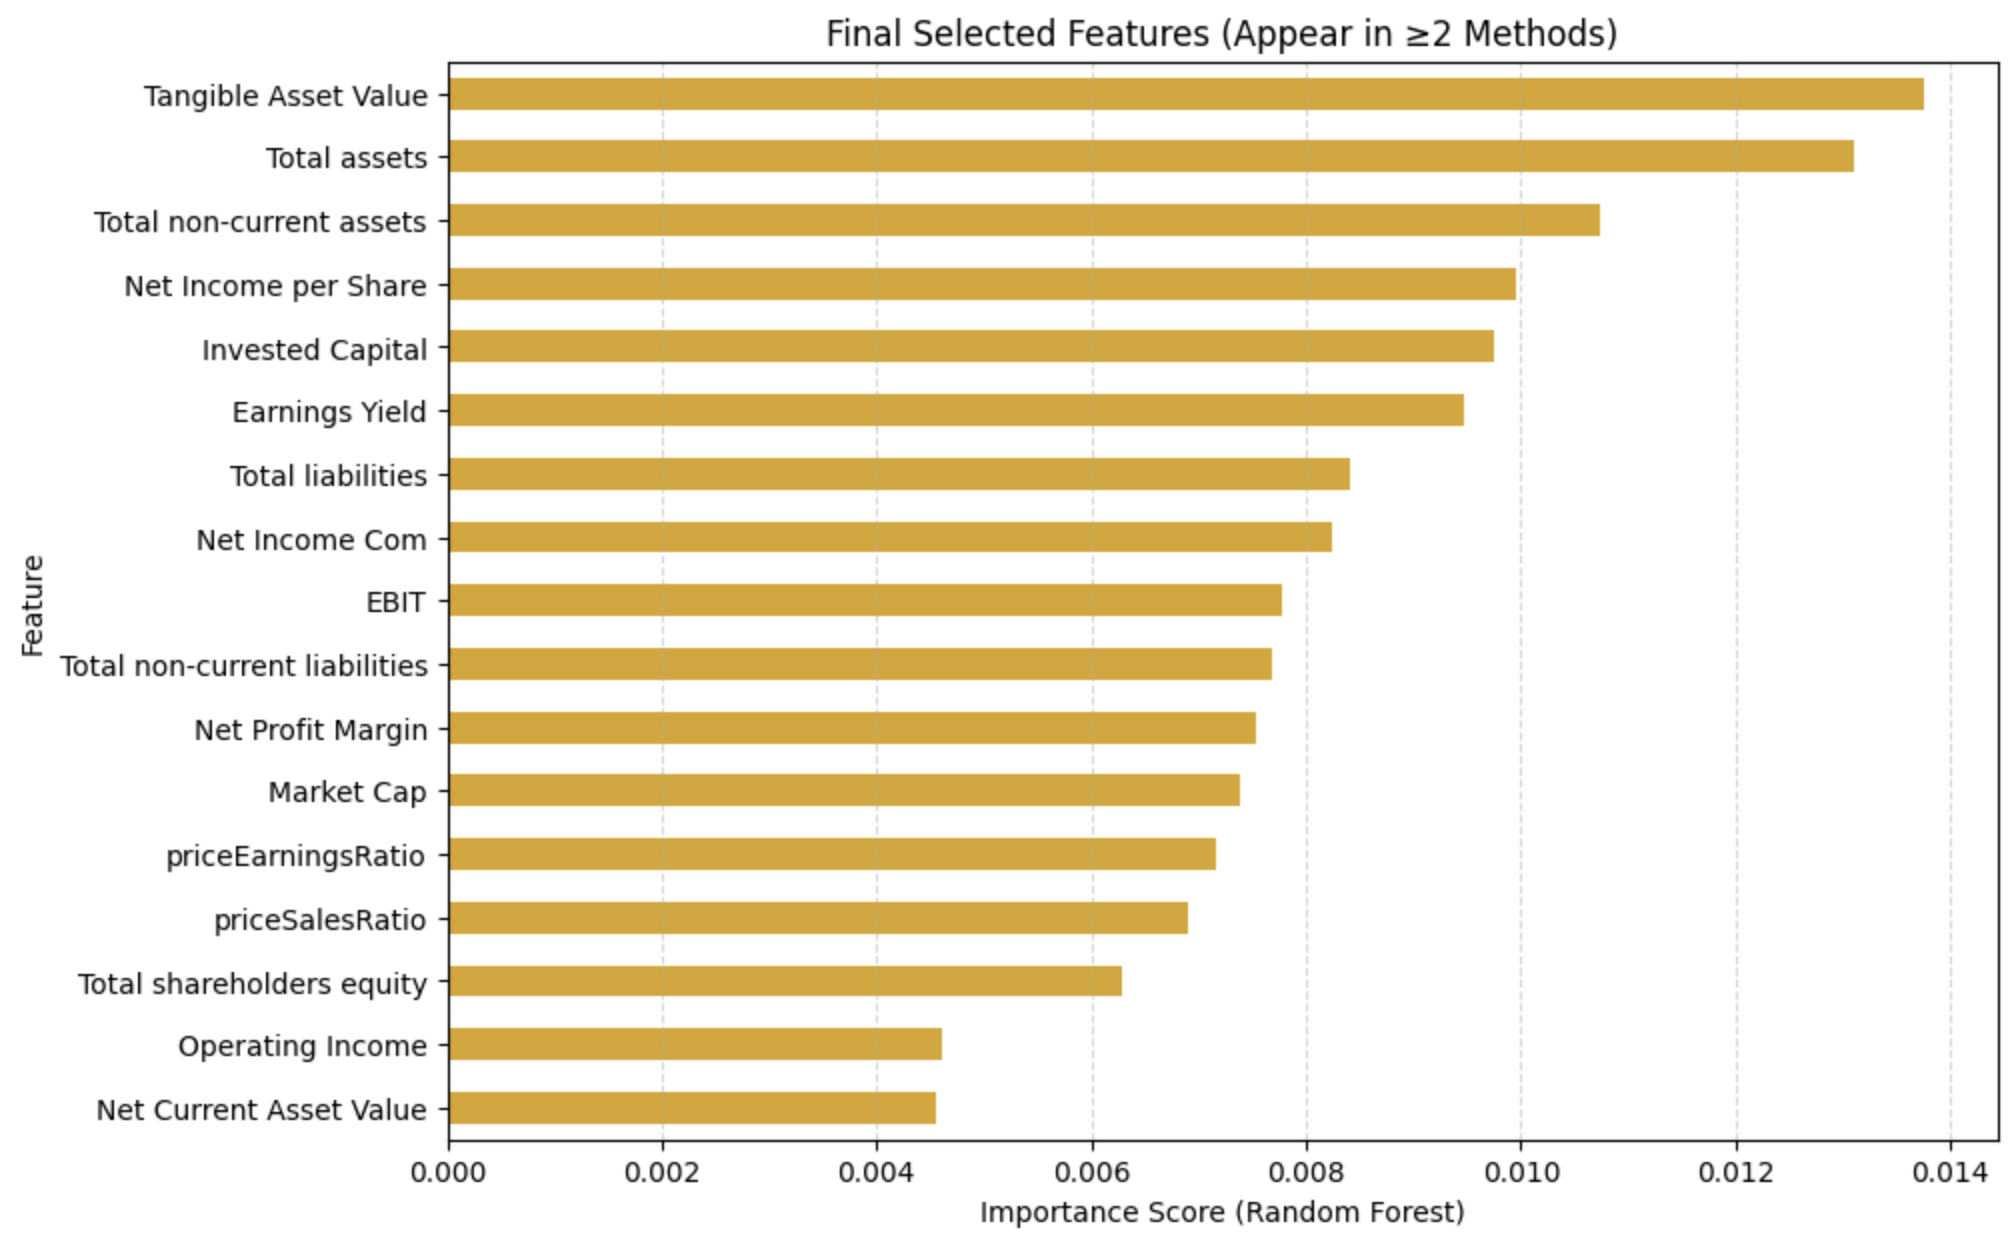 Final Selected Features (Appear in ≥2 Methods)
Tangible Asset Value
Total assets
Total non-current assets
Net Income per Share
Invested Capital
Earnings Yield
Total liabilities
Net Income Com
EBIT
Total non-current liabilities
Net Profit Margin
Market Cap
priceEarningsRatio
priceSalesRatio
Total shareholders equity
Operating Income
Net Current Asset Value
Feature
0.000 0.002 0.004 0.006 0.008 0.010 0.012 0.014
Importance Score (Random Forest)